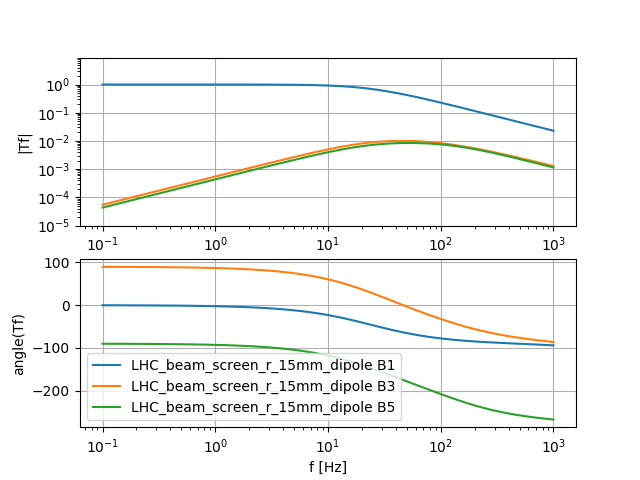 |Tf|
10⁰
10⁻¹
10⁻²
10⁻³
10⁻⁴
10⁻⁵
10⁻¹ 10⁰ 10¹ 10² 10³
angle(Tf)
100
0
−100
−200
LHC_beam_screen_r_15mm_dipole B1
LHC_beam_screen_r_15mm_dipole B3
LHC_beam_screen_r_15mm_dipole B5
10⁻¹ 10⁰ 10¹ 10² 10³
f [Hz]